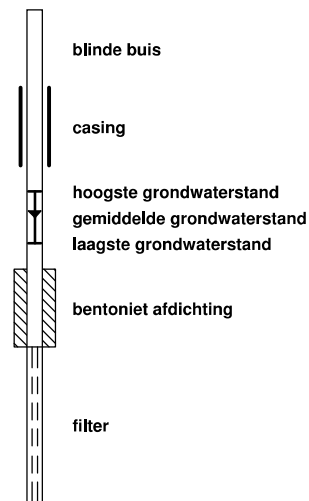 blinde buis
casing
hoogste grondwaterstand
gemiddelde grondwaterstand
laagste grondwaterstand
bentoniet afdichting
filter